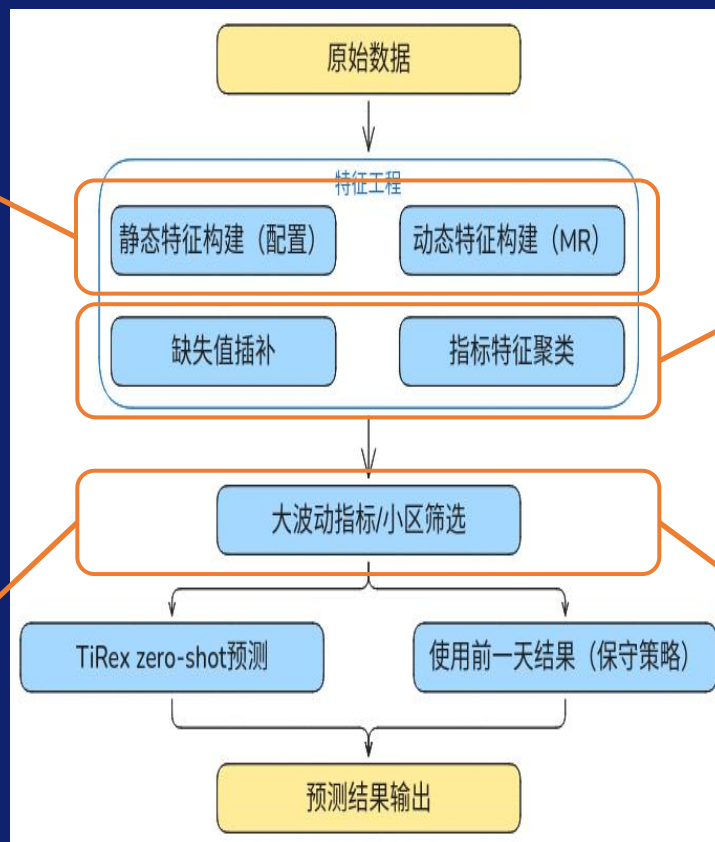 原始数据
特征工程
静态特征构建（配置）
动态特征构建（MR）
缺失值插补
指标特征聚类
大波动指标/小区筛选
TiRex zero-shot预测
使用前一天结果（保守策略）
预测结果输出